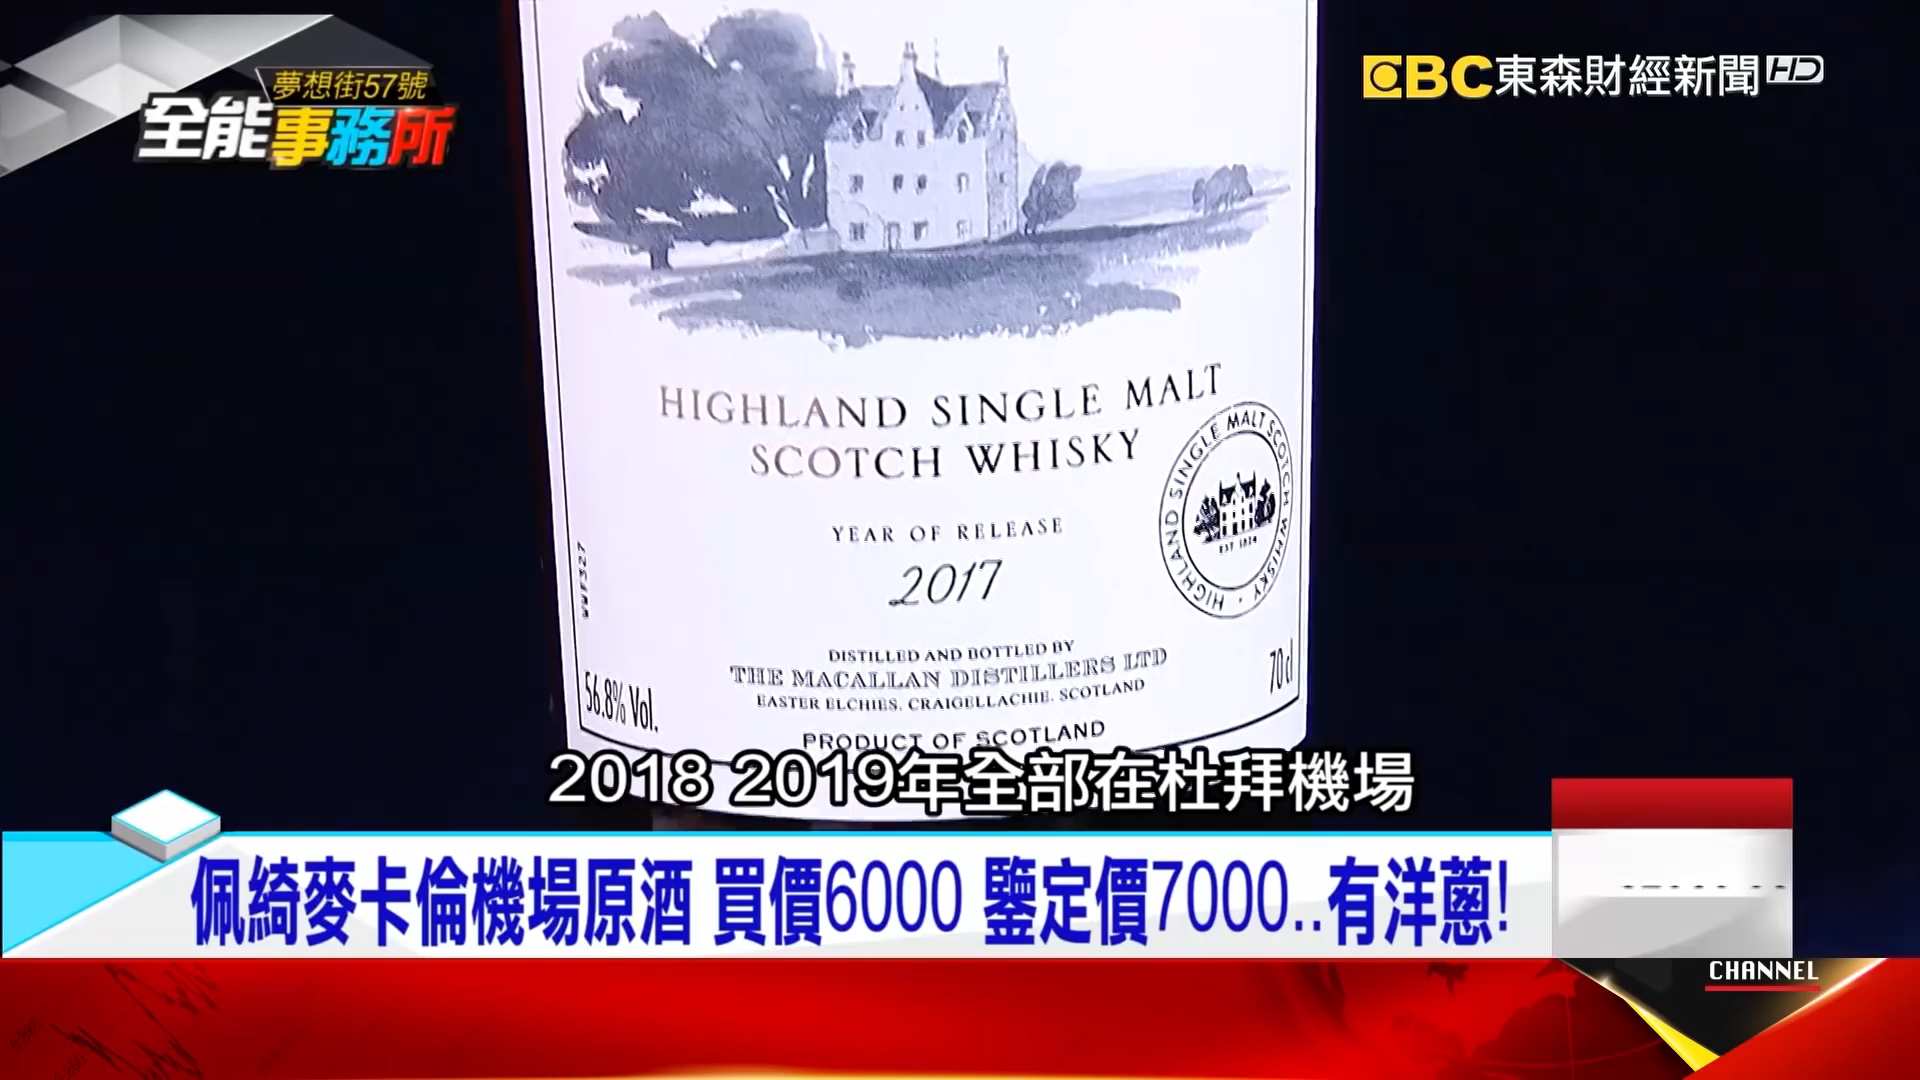 夢想街57號
全能事務所
EBC東森財經新聞HD
HIGHLAND SINGLE MALT
SCOTCH WHISKY
HIGHLAND SINGLE MALT SCOTCH WHISKY
EST 1824
YEAR OF RELEASE
2017
DISTILLED AND BOTTLED BY
THE MACALLAN DISTILLERS LTD
EASTER ELCHIES, CRAIGELLACHIE, SCOTLAND
56.8% Vol.
70cl
PRODUCT OF SCOTLAND
2018 2019年全部在杜拜機場
佩綺麥卡倫機場原酒 買價6000 鑒定價7000..有洋蔥!
CHANNEL